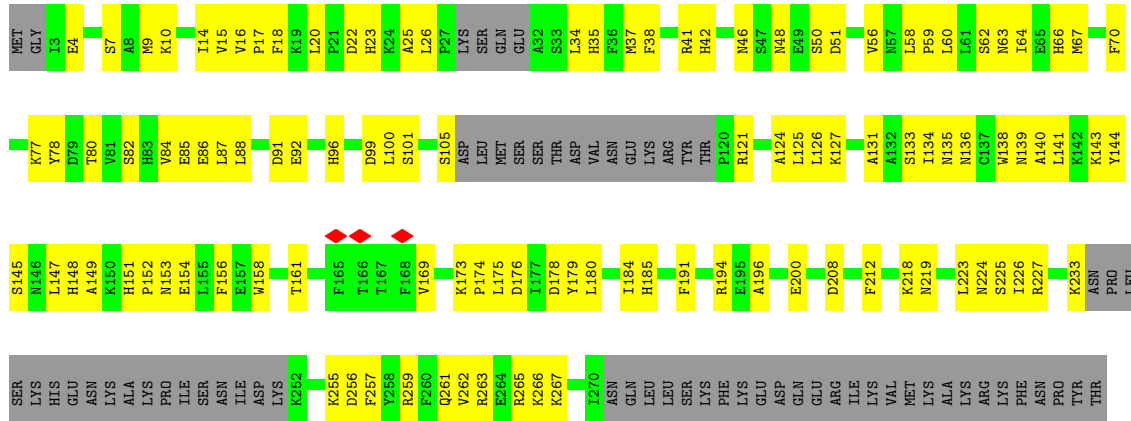 MET GLY I3 E4 S7 A8 M9 K10 I14 V15 V16 P17 F18 K19 L20 P21 D22 H23 K24 A25 L26 P27 LYS SER GLN GLU A32 S33 L34 H35 F36 M37 F38 R41 H42 N46 S47 N48 E49 S50 D51 V56 N57 L58 P59 L60 L61 S62 N63 I64 E65 H66 M67 F70
K77 Y78 D79 T80 V81 S82 H83 V84 E85 E86 L87 L88 D91 E92 H96 D99 L100 S101 S105 ASP LEU MET SER SER THR ASP VAL ASN GLU LYS ARG TYR THR P120 R121 A124 L125 L126 K127 A131 A132 S133 I134 N135 N136 C137 W138 N139 A140 L141 K142 K143 Y144
S145 N146 L147 H148 A149 K150 H151 P152 N153 E154 L155 F156 E157 W158 T161 F165 T166 T167 F168 V169 K173 P174 L175 D176 I177 D178 Y179 L180 I184 H185 F191 R194 E195 A196 E200 D208 F212 K218 N219 L223 N224 S225 I226 R227 K233 ASN PRO LEU
SER LYS HIS GLU ASN LYS ALA LYS PRO ILE SER ASN ILE ASP LYS K252 K255 D256 F257 Y258 R259 F260 Q261 V262 R263 E264 R265 K266 K267 I270 ASN GLN LEU LEU SER LYS PHE LYS GLU ASP GLN GLU ARG ILE LYS VAL MET LYS ALA LYS ARG LYS PHE ASN PRO TYR THR